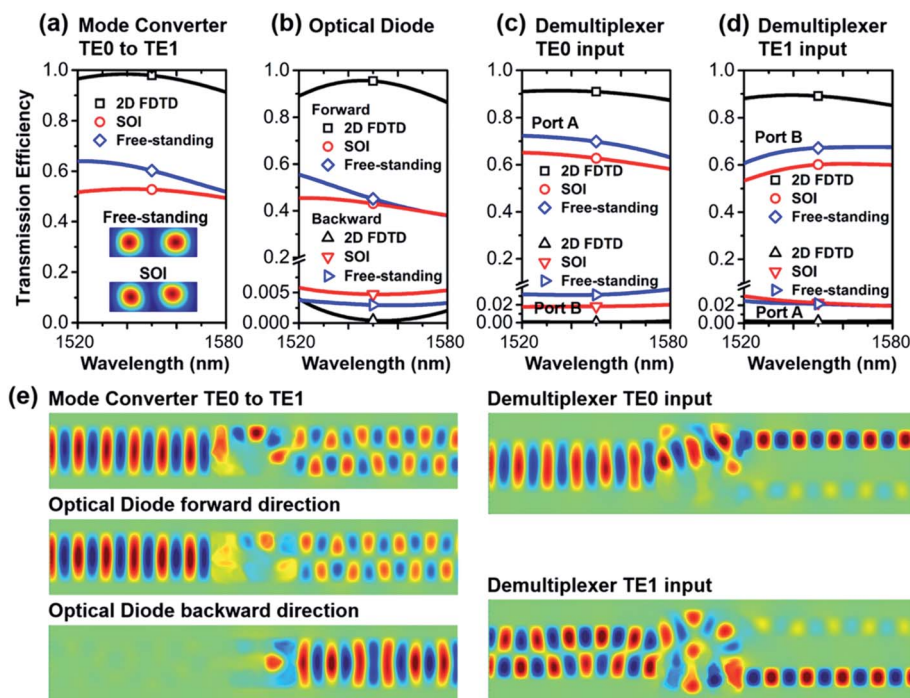 (a) Mode Converter
TE0 to TE1
(b) Optical Diode
(c) Demultiplexer
TE0 input
(d) Demultiplexer
TE1 input
Transmission Efficiency
1.0
0.8
0.6
0.4
0.2
0.0
2D FDTD
SOI
Free-standing
Free-standing
SOI
1520
1580
Wavelength (nm)
1.0
0.8
0.6
0.4
0.2
0.005
0.000
Forward
2D FDTD
SOI
Free-standing
Backward
2D FDTD
SOI
Free-standing
1520
1580
Wavelength (nm)
1.0
0.8
0.6
0.4
0.2
0.02
0.00
Port A
2D FDTD
SOI
Free-standing
2D FDTD
SOI
Free-standing
Port B
1520
1580
Wavelength (nm)
1.0
0.8
0.6
0.4
0.2
0.02
0.00
Port B
2D FDTD
SOI
Free-standing
2D FDTD
SOI
Free-standing
Port A
1520
1580
Wavelength (nm)
(e) Mode Converter TE0 to TE1
Optical Diode forward direction
Optical Diode backward direction
Demultiplexer TE0 input
Demultiplexer TE1 input